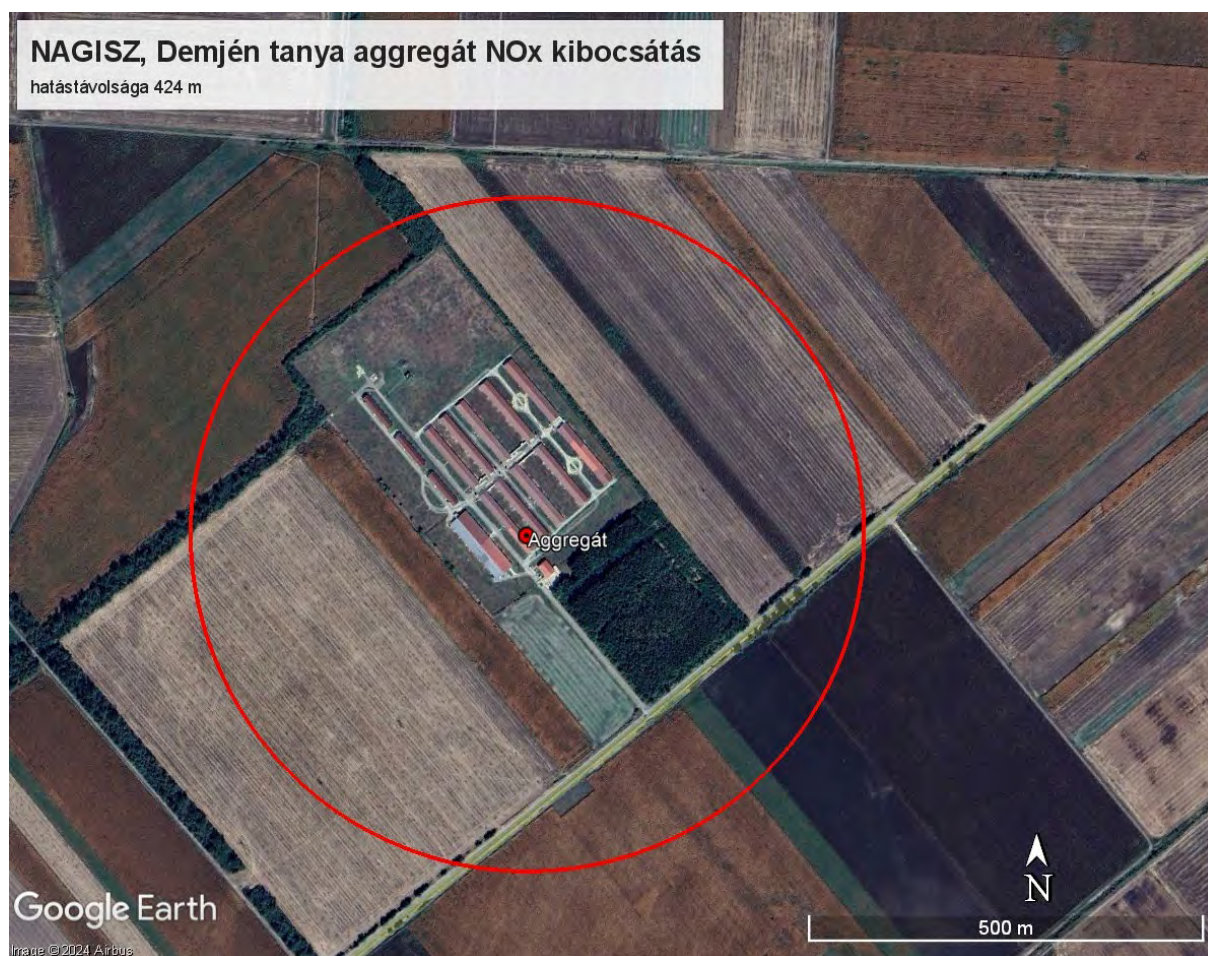 NAGISZ, Demjén tanya aggregát NOx kibocsátás
hatástávolsága 424 m
Aggregát
N
500 m
Google Earth
Image © 2024 Airbus